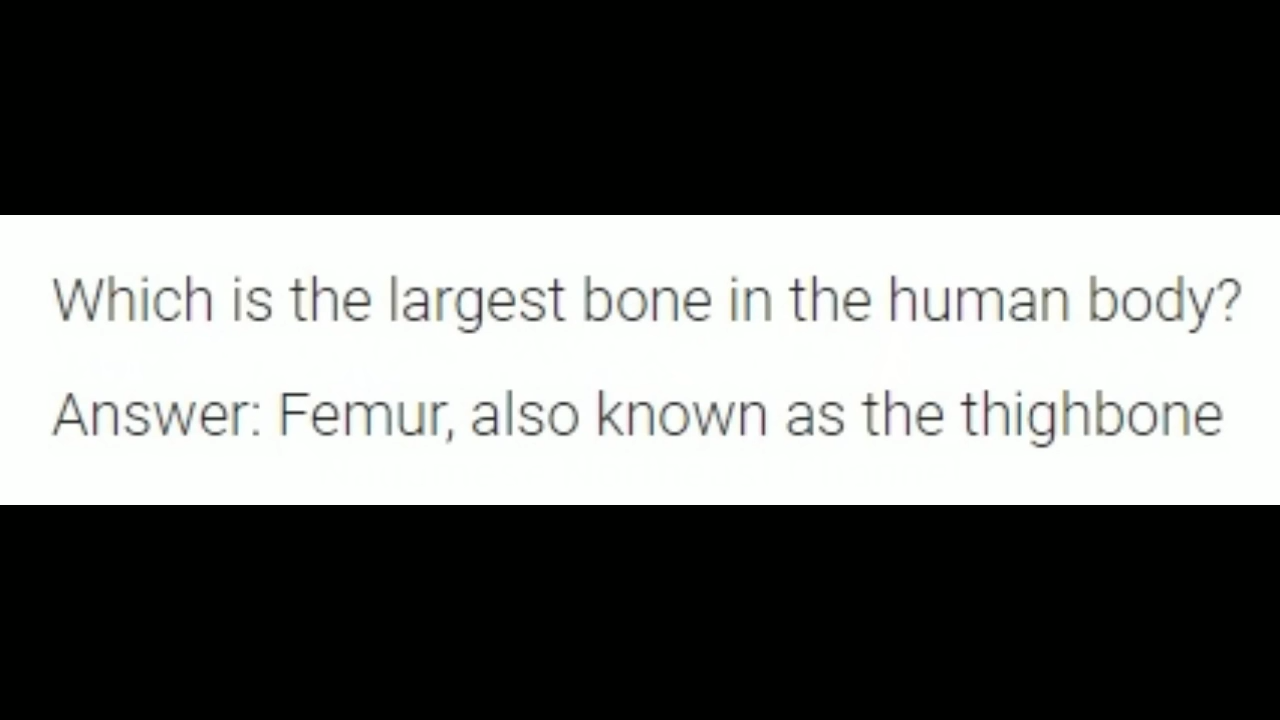 Which is the largest bone in the human body?
Answer: Femur, also known as the thighbone